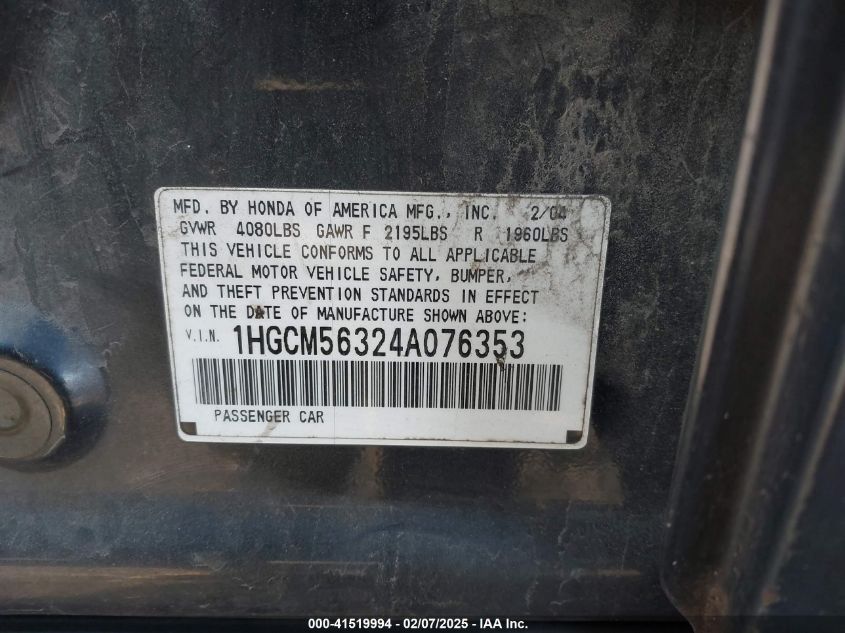 MFD. BY HONDA OF AMERICA MFG., INC. 2/04
GVWR 4080LBS GAWR F 2195LBS R 1960LBS
THIS VEHICLE CONFORMS TO ALL APPLICABLE
FEDERAL MOTOR VEHICLE SAFETY, BUMPER,
AND THEFT PREVENTION STANDARDS IN EFFECT
ON THE DATE OF MANUFACTURE SHOWN ABOVE:
V.I.N. 1HGCM56324A076353
PASSENGER CAR
000-41519994 — 02/07/2025 — IAA Inc.